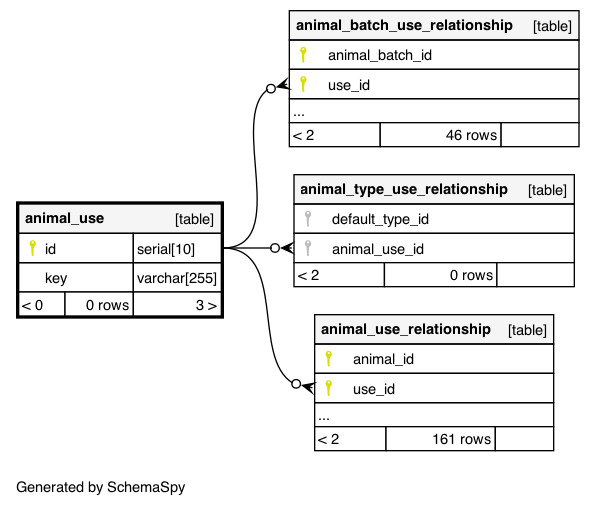 animal_batch_use_relationship [table]
animal_batch_id
use_id
...
< 2 46 rows
animal_type_use_relationship [table]
default_type_id
animal_use_id
< 2 0 rows
animal_use [table]
id serial[10]
key varchar[255]
< 0 0 rows 3 >
animal_use_relationship [table]
animal_id
use_id
...
< 2 161 rows
Generated by SchemaSpy